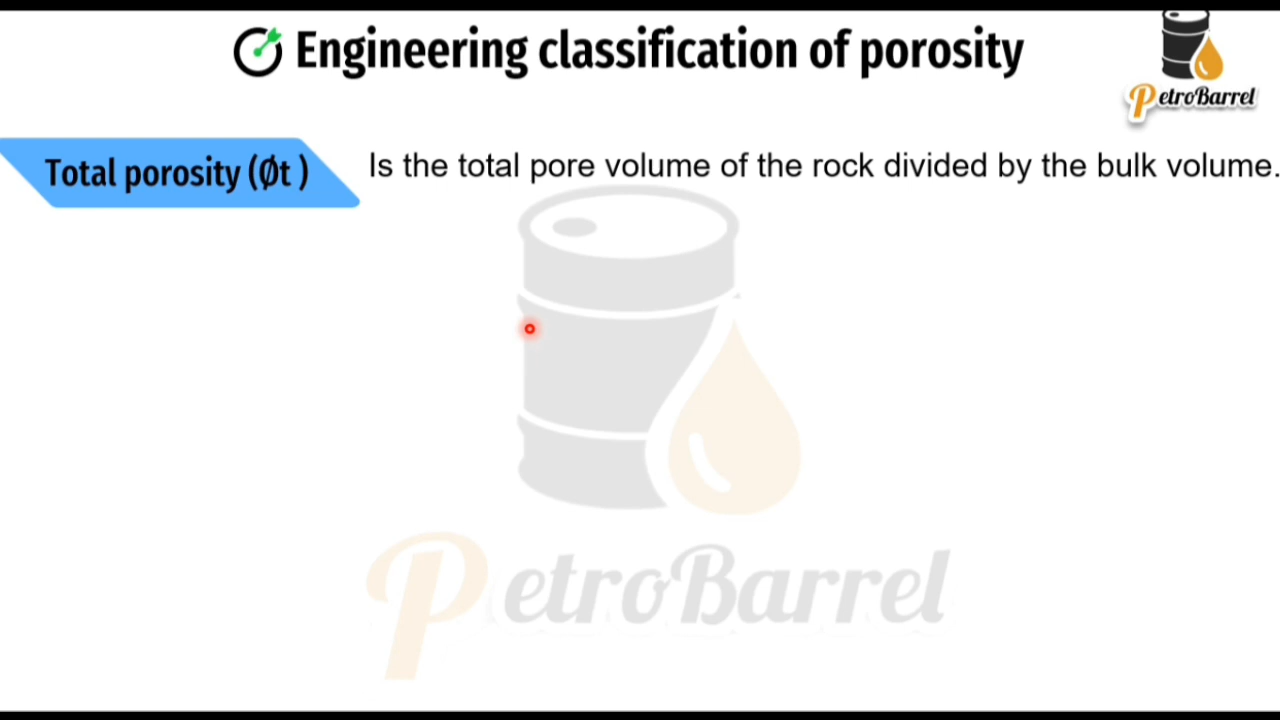 Engineering classification of porosity
PetroBarrel
Total porosity (Øt )
Is the total pore volume of the rock divided by the bulk volume.
PetroBarrel